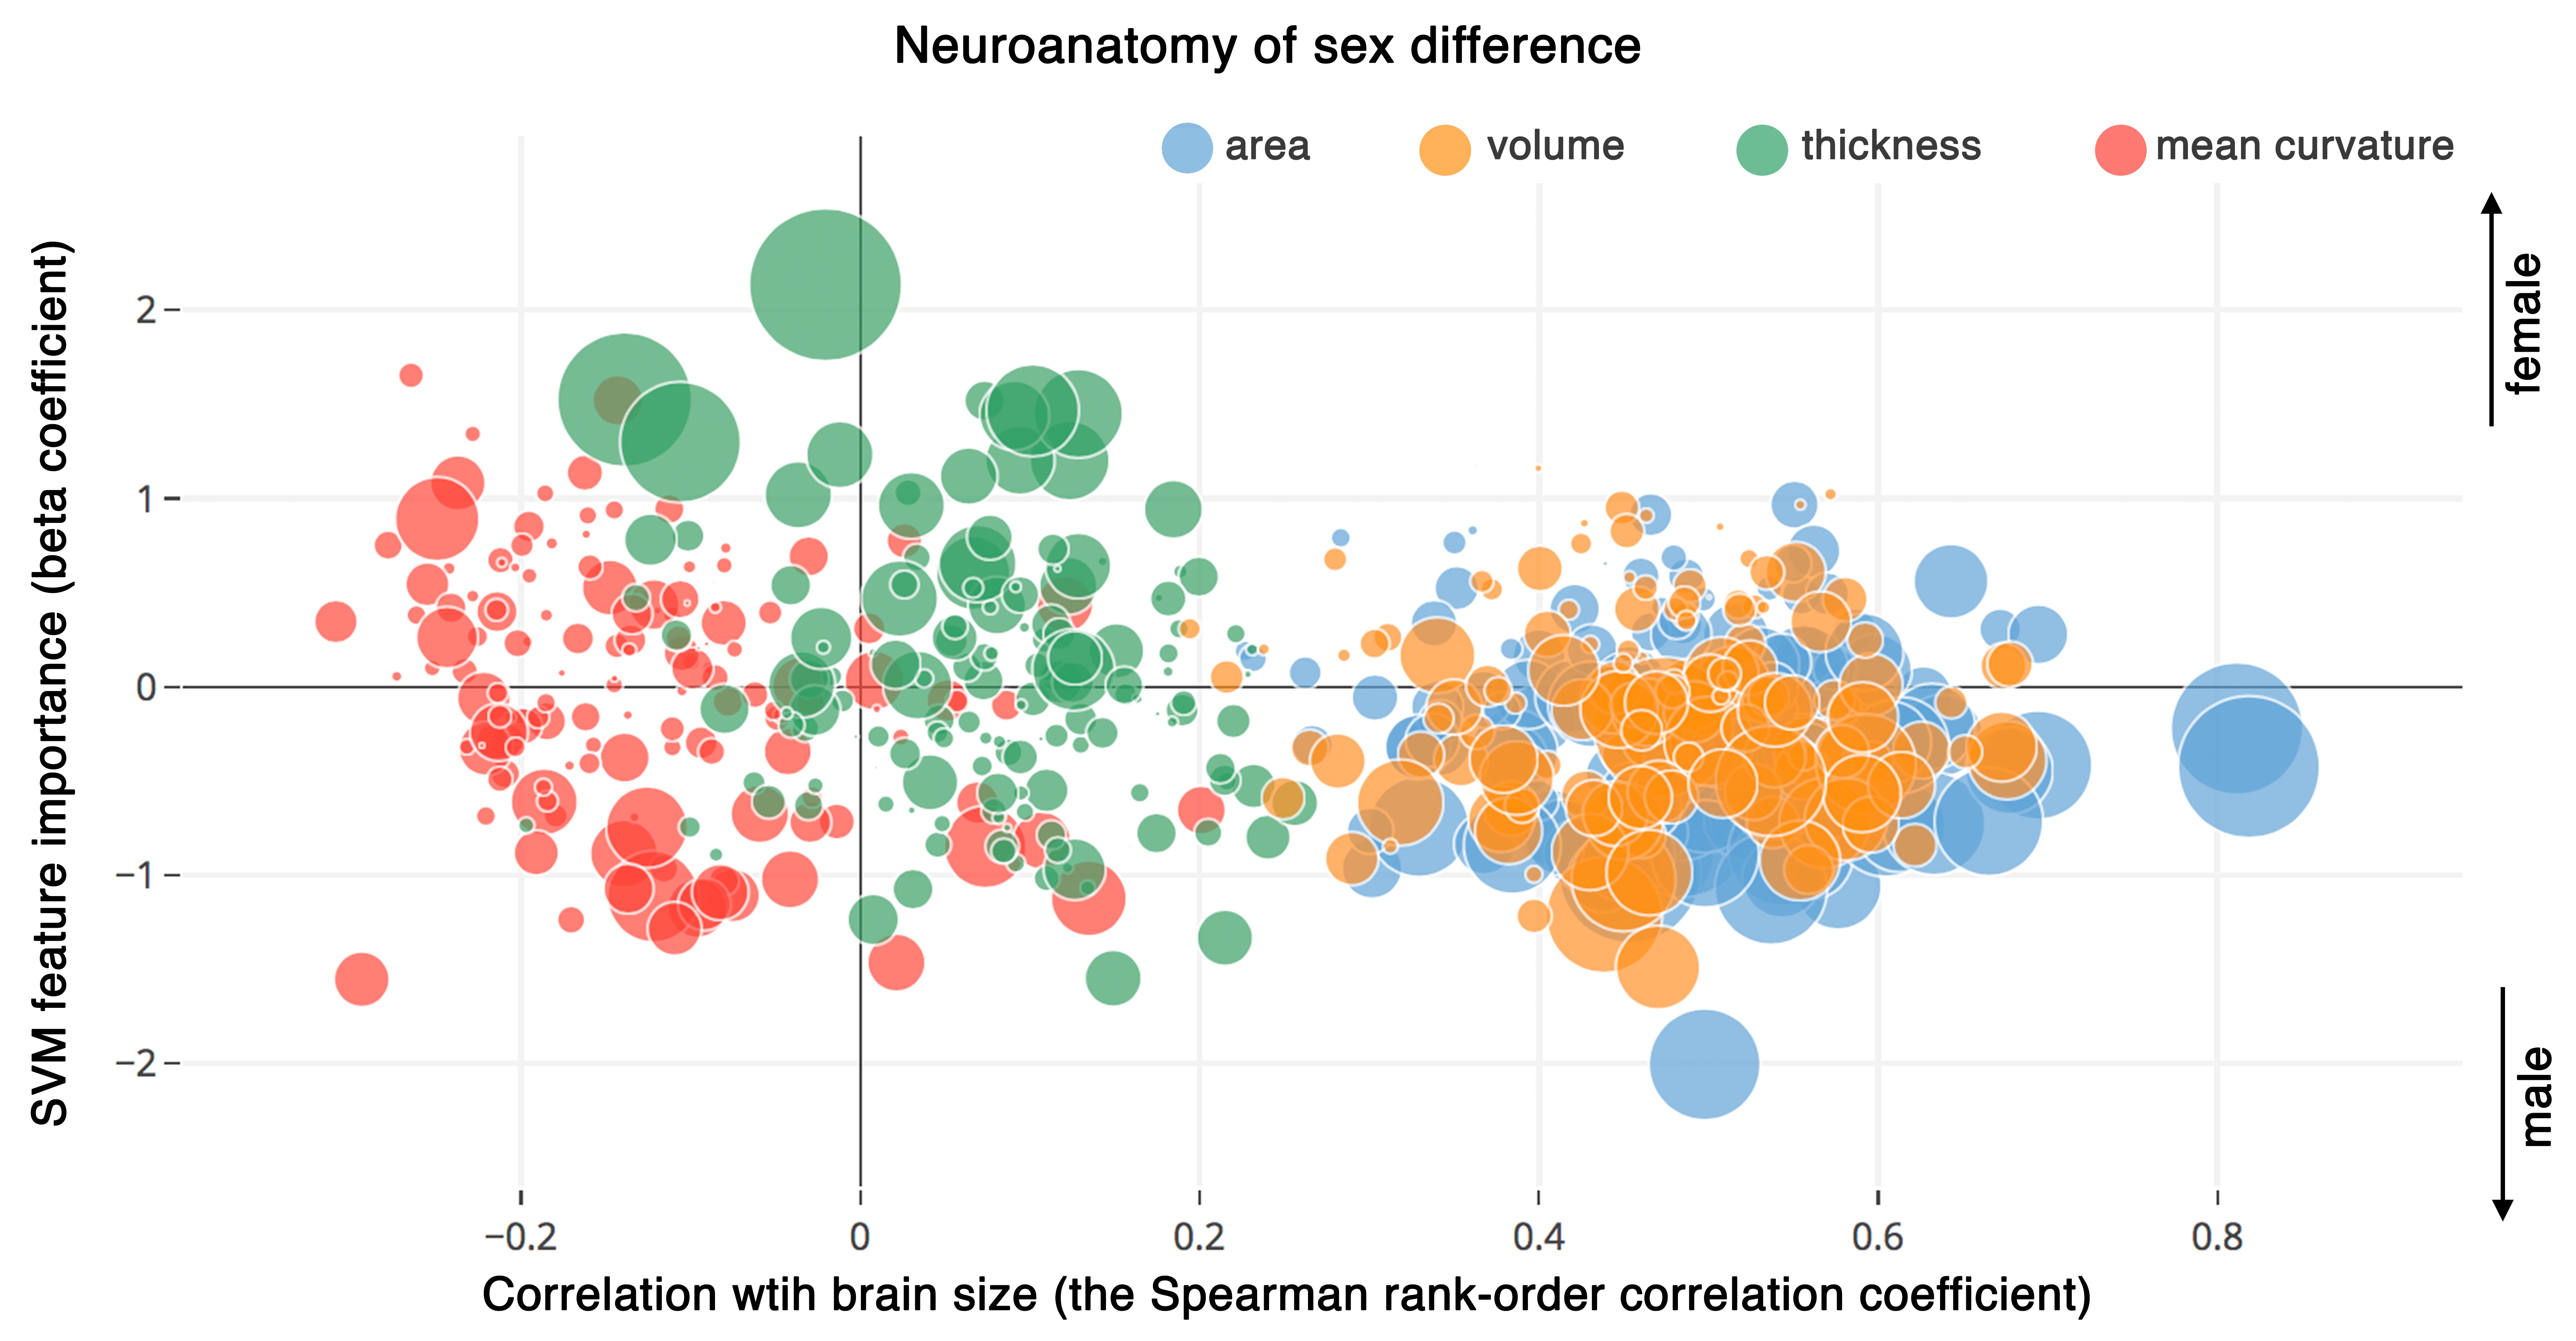 Neuroanatomy of sex difference
area volume thickness mean curvature
female
male
SVM feature importance (beta coefficient)
2
1
0
−1
−2
−0.2 0 0.2 0.4 0.6 0.8
Correlation wtih brain size (the Spearman rank-order correlation coefficient)